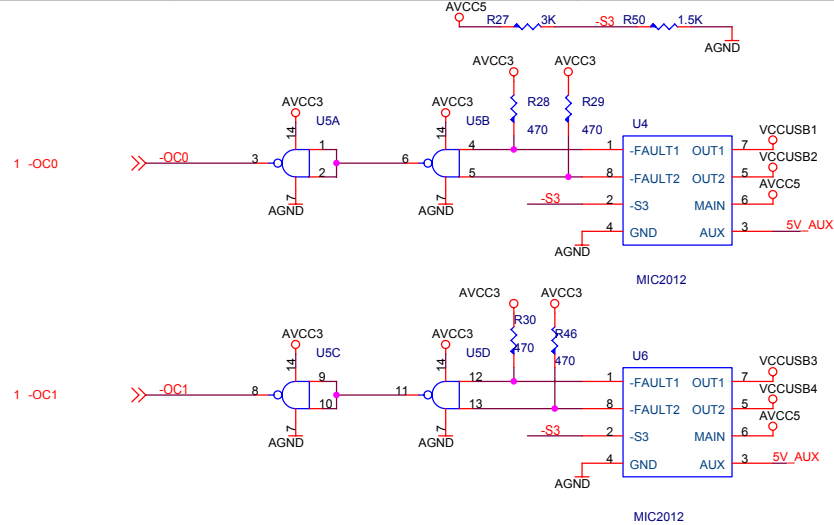 AVCC5
R27 3K -S3 R50 1.5K
AGND
AVCC3 AVCC3
AVCC3 AVCC3 R28 R29
U5A U5B 470 470 U4
14 14 VCCUSB1
1 4 1 -FAULT1 OUT1 7
1 -OC0 -OC0 3 6 VCCUSB2
2 5 8 -FAULT2 OUT2 5
AVCC5
7 7 -S3 2 -S3 MAIN 6
AGND AGND 4 GND AUX 3 5V_AUX
AGND
MIC2012
AVCC3 AVCC3
AVCC3 AVCC3 R30 R46
U5C U5D 470 470 U6
14 14 VCCUSB3
9 12 1 -FAULT1 OUT1 7
1 -OC1 -OC1 8 11 VCCUSB4
10 13 8 -FAULT2 OUT2 5
AVCC5
7 7 -S3 2 -S3 MAIN 6
AGND AGND 4 GND AUX 3 5V_AUX
AGND
MIC2012